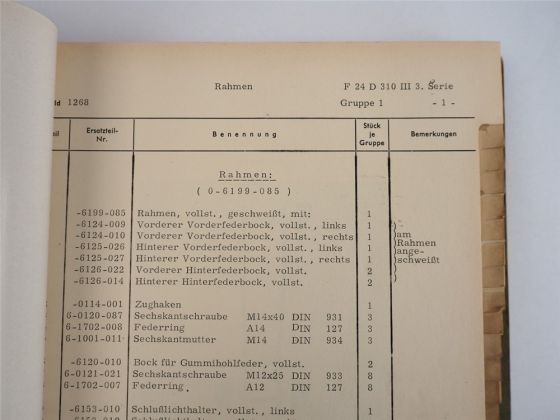 Rahmen F 24 D 310 III 3. Serie
ld 1268 Gruppe 1 - 1 -
eil Ersatzteil- Nr. Benennung Stück je Gruppe Bemerkungen
Rahmen:
( 0-6199-085 )
-6199-085 Rahmen, vollst., geschweißt, mit: 1
-6124-009 Vorderer Vorderfederbock, vollst., links 1
-6124-010 Vorderer Vorderfederbock, vollst., rechts 1 am
-6125-026 Hinterer Vorderfederbock, vollst., links 1 Rahmen
-6125-027 Hinterer Vorderfederbock, vollst., rechts 1 ange-
-6126-022 Vorderer Hinterfederbock, vollst. 2 schweißt
-6126-014 Hinterer Hinterfederbock, vollst. 2
-0114-001 Zughaken 1
6-0120-087 Sechskantschraube M14x40 DIN 931 3
6-1702-008 Federring A14 DIN 127 3
6-1001-011 Sechskantmutter M14 DIN 934 3
-6120-010 Bock für Gummihohlfeder, vollst. 2
6-0121-021 Sechskantschraube M12x25 DIN 933 8
6-1702-007 Federring A12 DIN 127 8
-6153-010 Schlußlichthalter, vollst., links 1